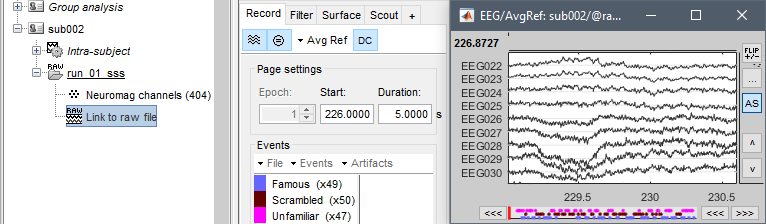 Group analysis
sub002
Intra-subject
RAW
run_01_sss
Neuromag channels (404)
RAW
Link to raw file
Record Filter Surface Scout +
Avg Ref DC
Page settings
Epoch: Start: Duration:
1 226.0000 5.0000 s
Events
File Events Artifacts
Famous (x49)
Scrambled (x50)
Unfamiliar (x47)
EEG/AvgRef: sub002/@ra...
226.8727
FLIP
+/-
EEG022
EEG023
EEG024
...
EEG025
EEG026
AS
EEG027
EEG028
EEG029
EEG030
229.5 230 230.5
<<< <<< >>>